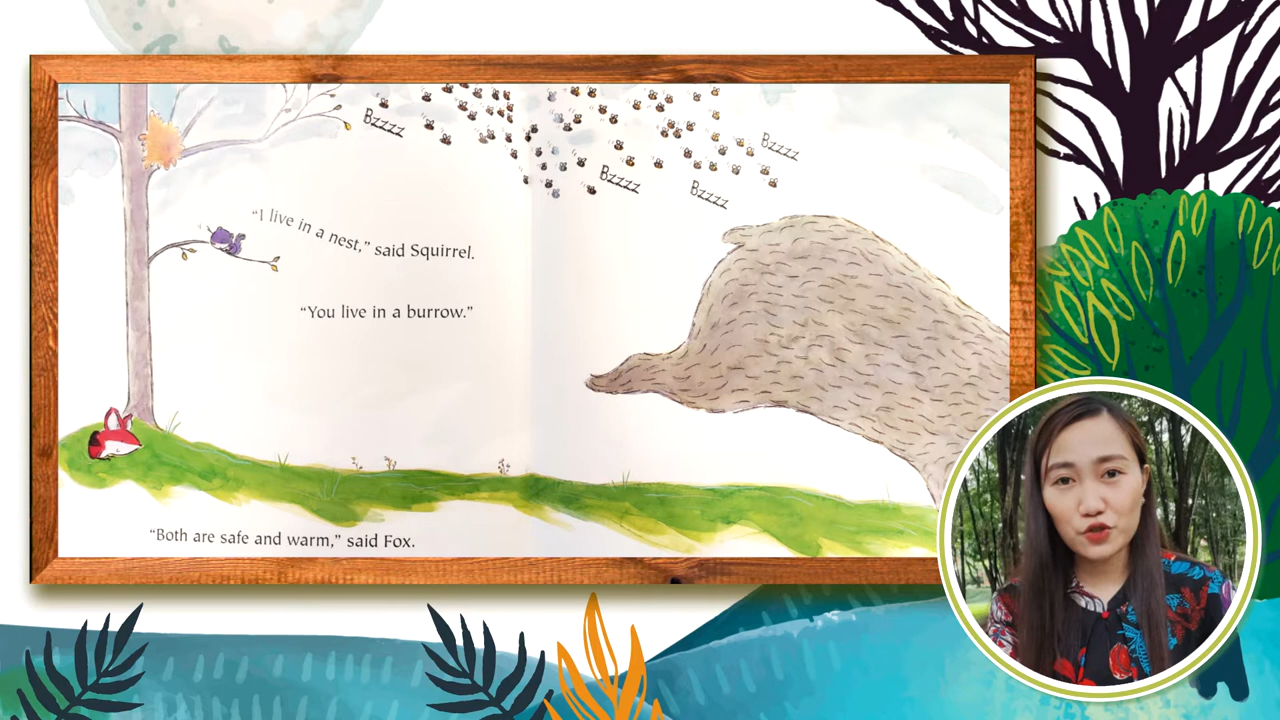 Bzzzz
Bzzzz
Bzzzz
Bzzzz
“I live in a nest,” said Squirrel.
“You live in a burrow.”
“Both are safe and warm,” said Fox.